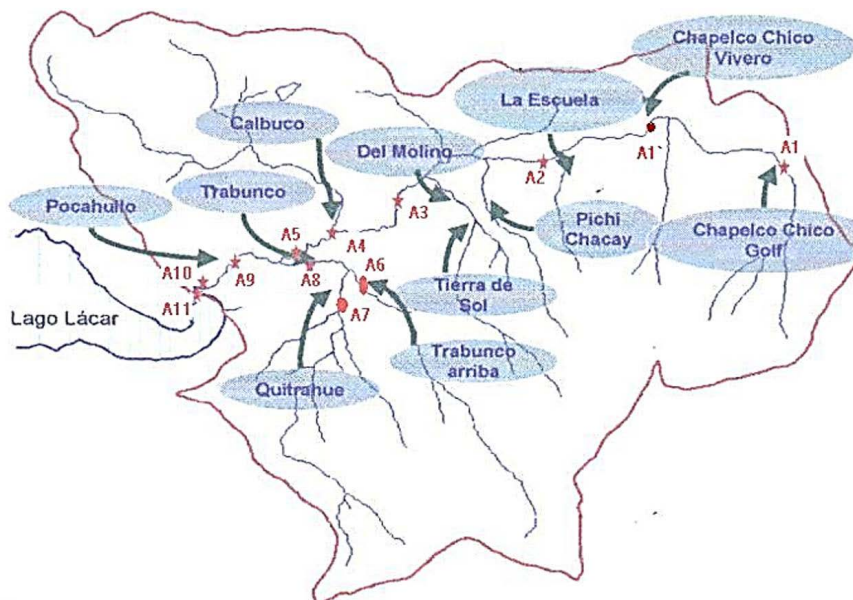 Chapelco Chico
Vivero
La Escuela
Calbuco
Del Molino
A1`
A1
A2
Trabunco
Pocahullo
A3
Pichi
Chacay
Chapelco Chico
Golf
A5
A4
A10
A9
A8
A6
A11
Tierra de
Sol
A7
Lago Lácar
Trabunco
arriba
Quitrahue